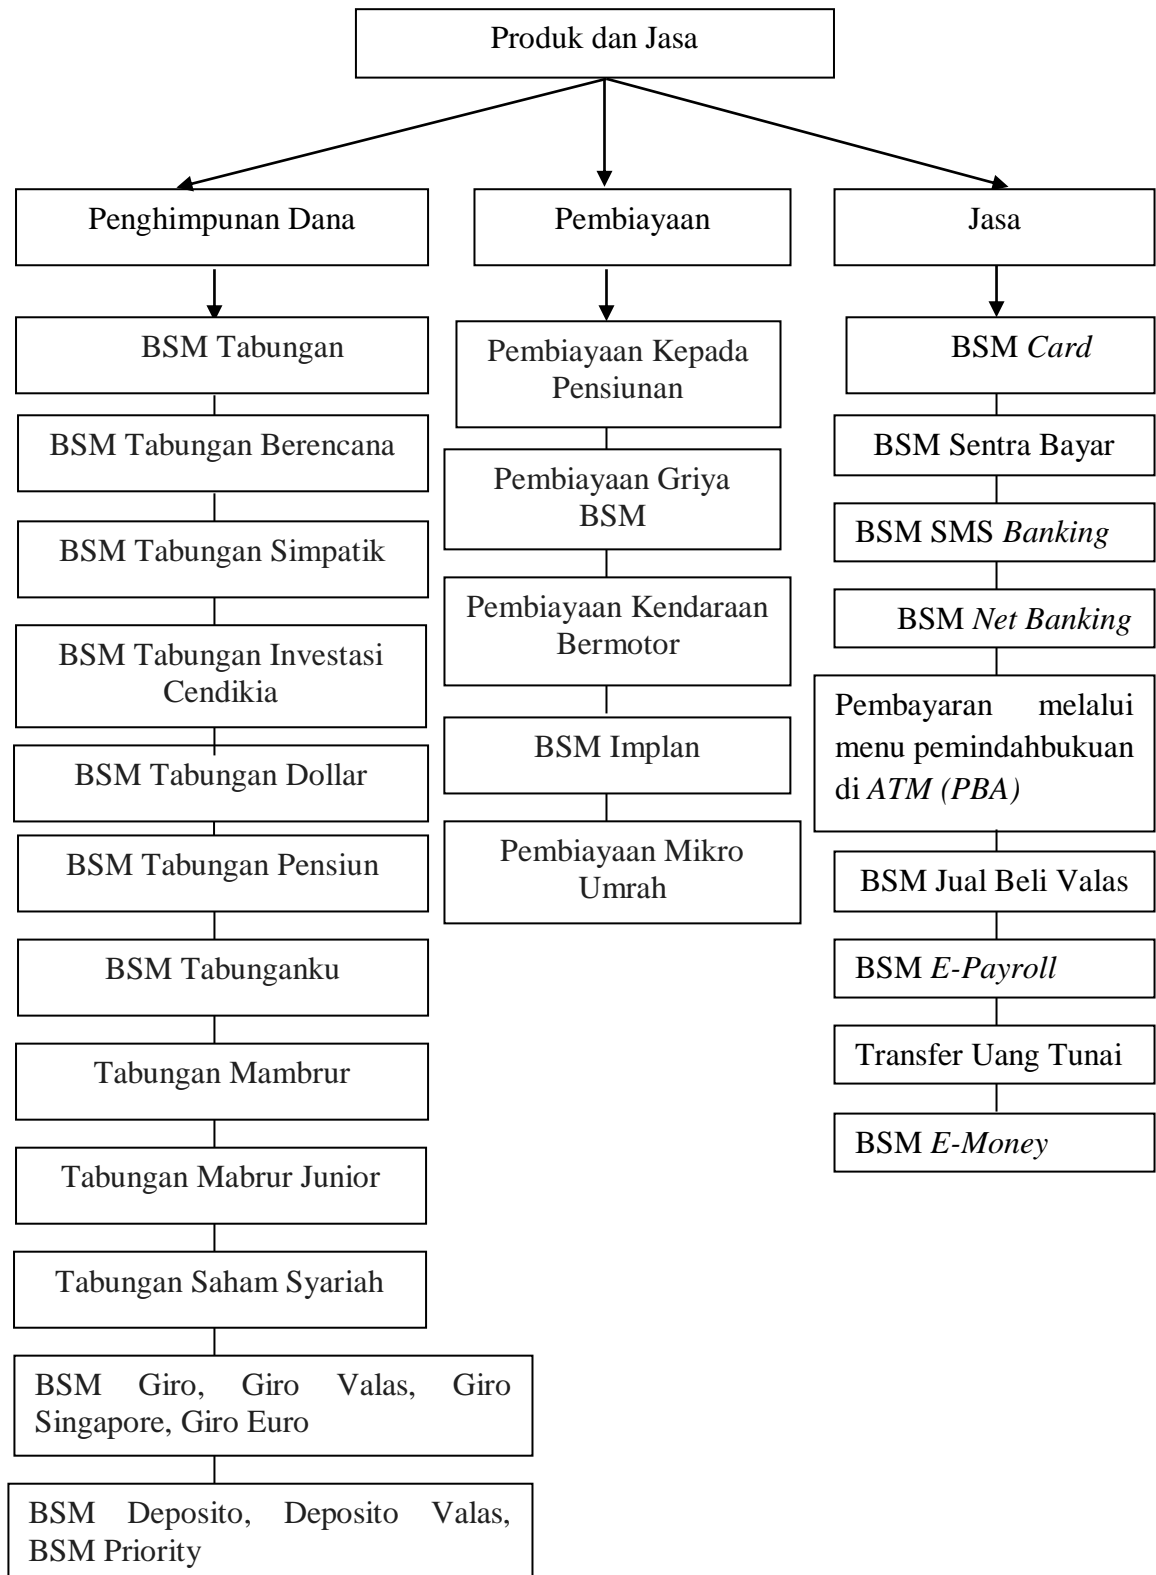 Produk dan Jasa
Penghimpunan Dana
BSM Tabungan
BSM Tabungan Berencana
BSM Tabungan Simpatik
BSM Tabungan Investasi
Cendikia
BSM Tabungan Dollar
BSM Tabungan Pensiun
BSM Tabunganku
Tabungan Mambrur
Tabungan Mabrur Junior
Tabungan Saham Syariah
BSM Giro, Giro Valas, Giro
Singapore, Giro Euro
BSM Deposito, Deposito Valas,
BSM Priority
Pembiayaan
Pembiayaan Kepada
Pensiunan
Pembiayaan Griya
BSM
Pembiayaan Kendaraan
Bermotor
BSM Implan
Pembiayaan Mikro
Umrah
Jasa
BSM Card
BSM Sentra Bayar
BSM SMS Banking
BSM Net Banking
Pembayaran melalui
menu pemindahbukuan
di ATM (PBA)
BSM Jual Beli Valas
BSM E-Payroll
Transfer Uang Tunai
BSM E-Money